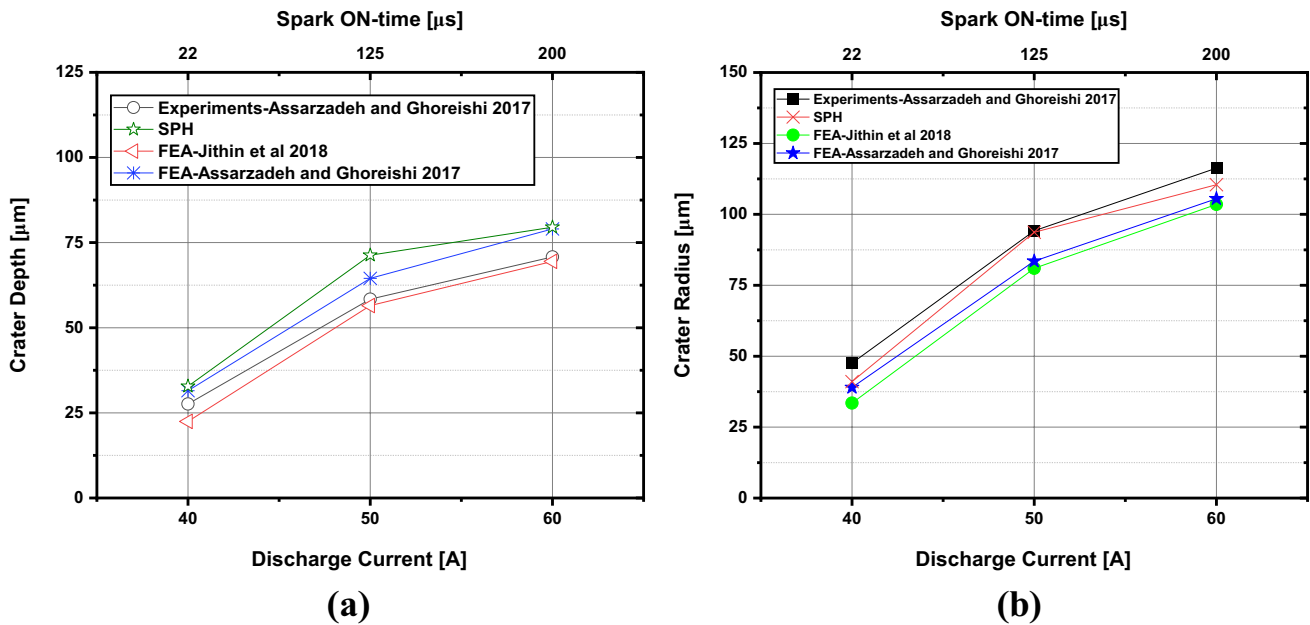 Spark ON-time [µs]
22 125 200
125
100
75
50
25
0
Crater Depth [µm]
Experiments-Assarzadeh and Ghoreishi 2017
SPH
FEA-Jithin et al 2018
FEA-Assarzadeh and Ghoreishi 2017
40 50 60
Discharge Current [A]
(a)
Spark ON-time [µs]
22 125 200
150
125
100
75
50
25
0
Crater Radius [µm]
Experiments-Assarzadeh and Ghoreishi 2017
SPH
FEA-Jithin et al 2018
FEA-Assarzadeh and Ghoreishi 2017
40 50 60
Discharge Current [A]
(b)